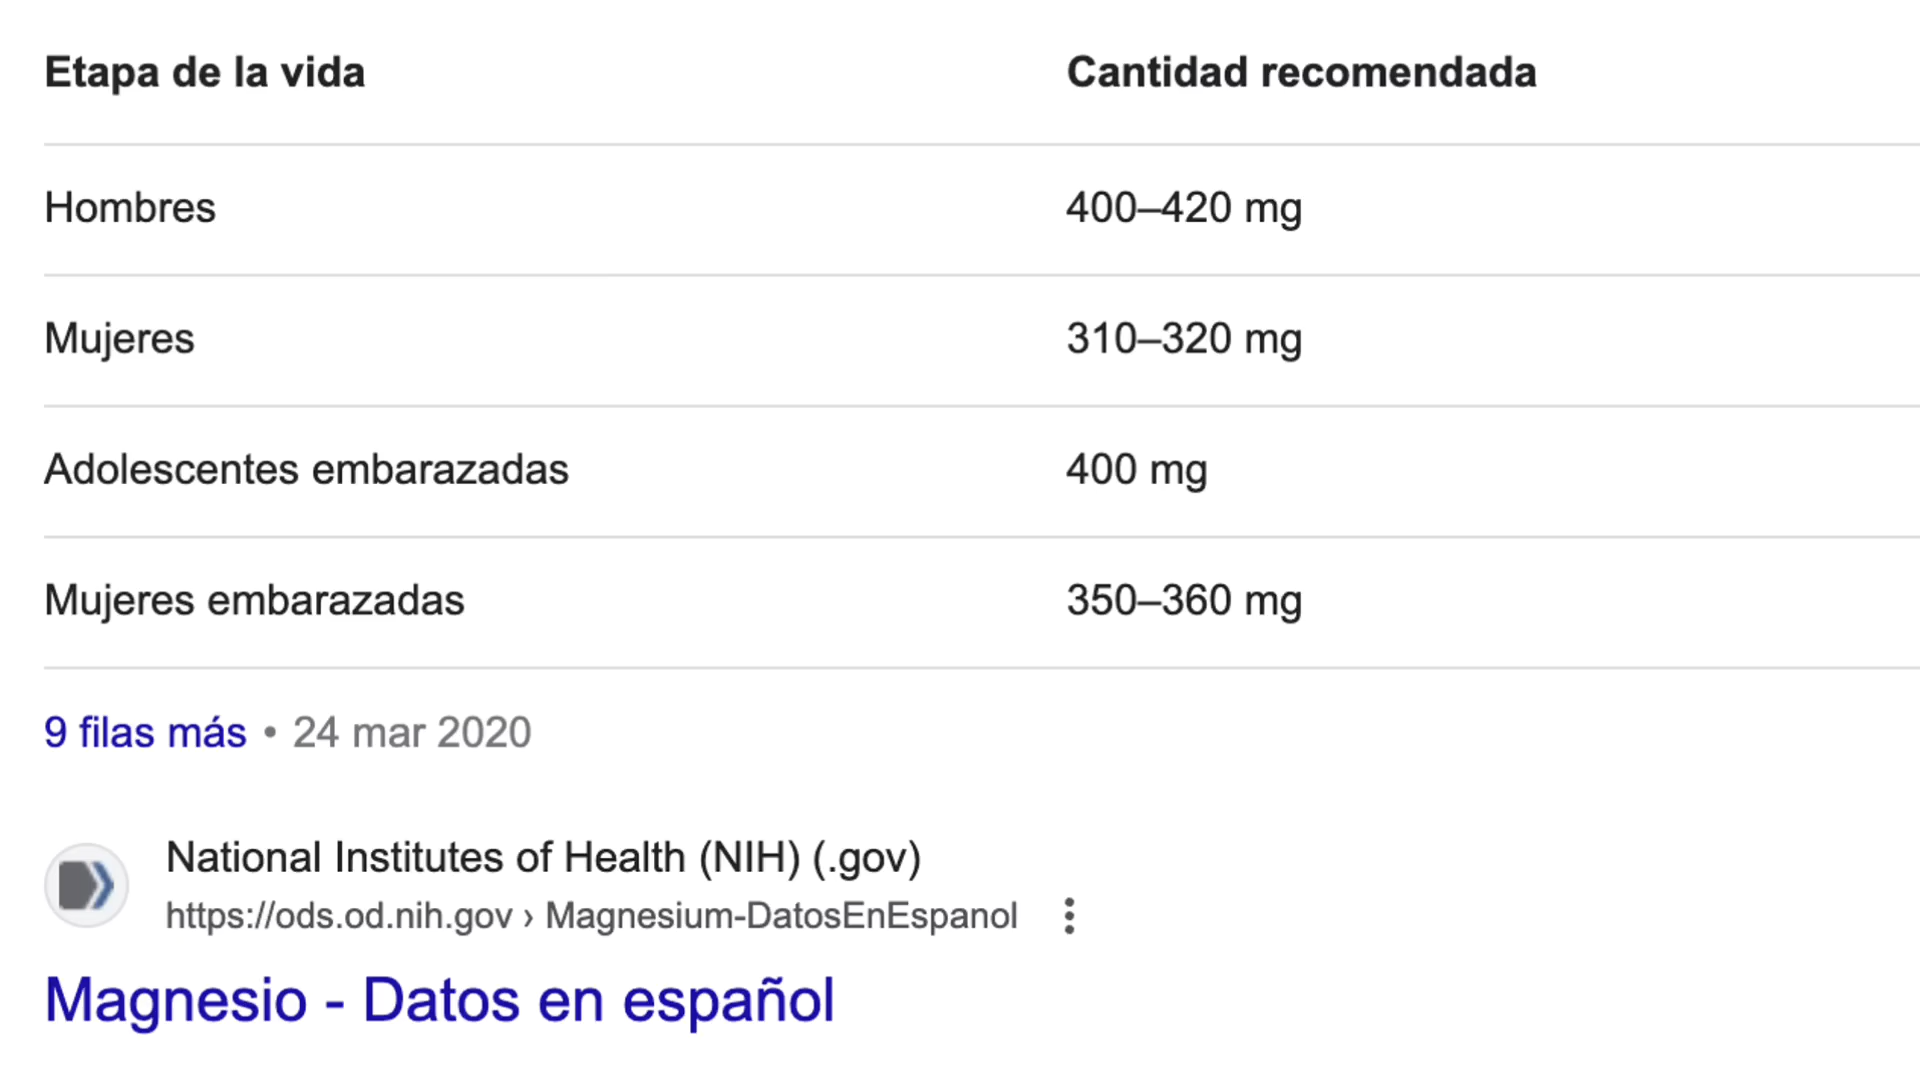 Etapa de la vida Cantidad recomendada
Hombres 400–420 mg
Mujeres 310–320 mg
Adolescentes embarazadas 400 mg
Mujeres embarazadas 350–360 mg
9 filas más • 24 mar 2020
National Institutes of Health (NIH) (.gov)
https://ods.od.nih.gov › Magnesium-DatosEnEspanol
Magnesio - Datos en español